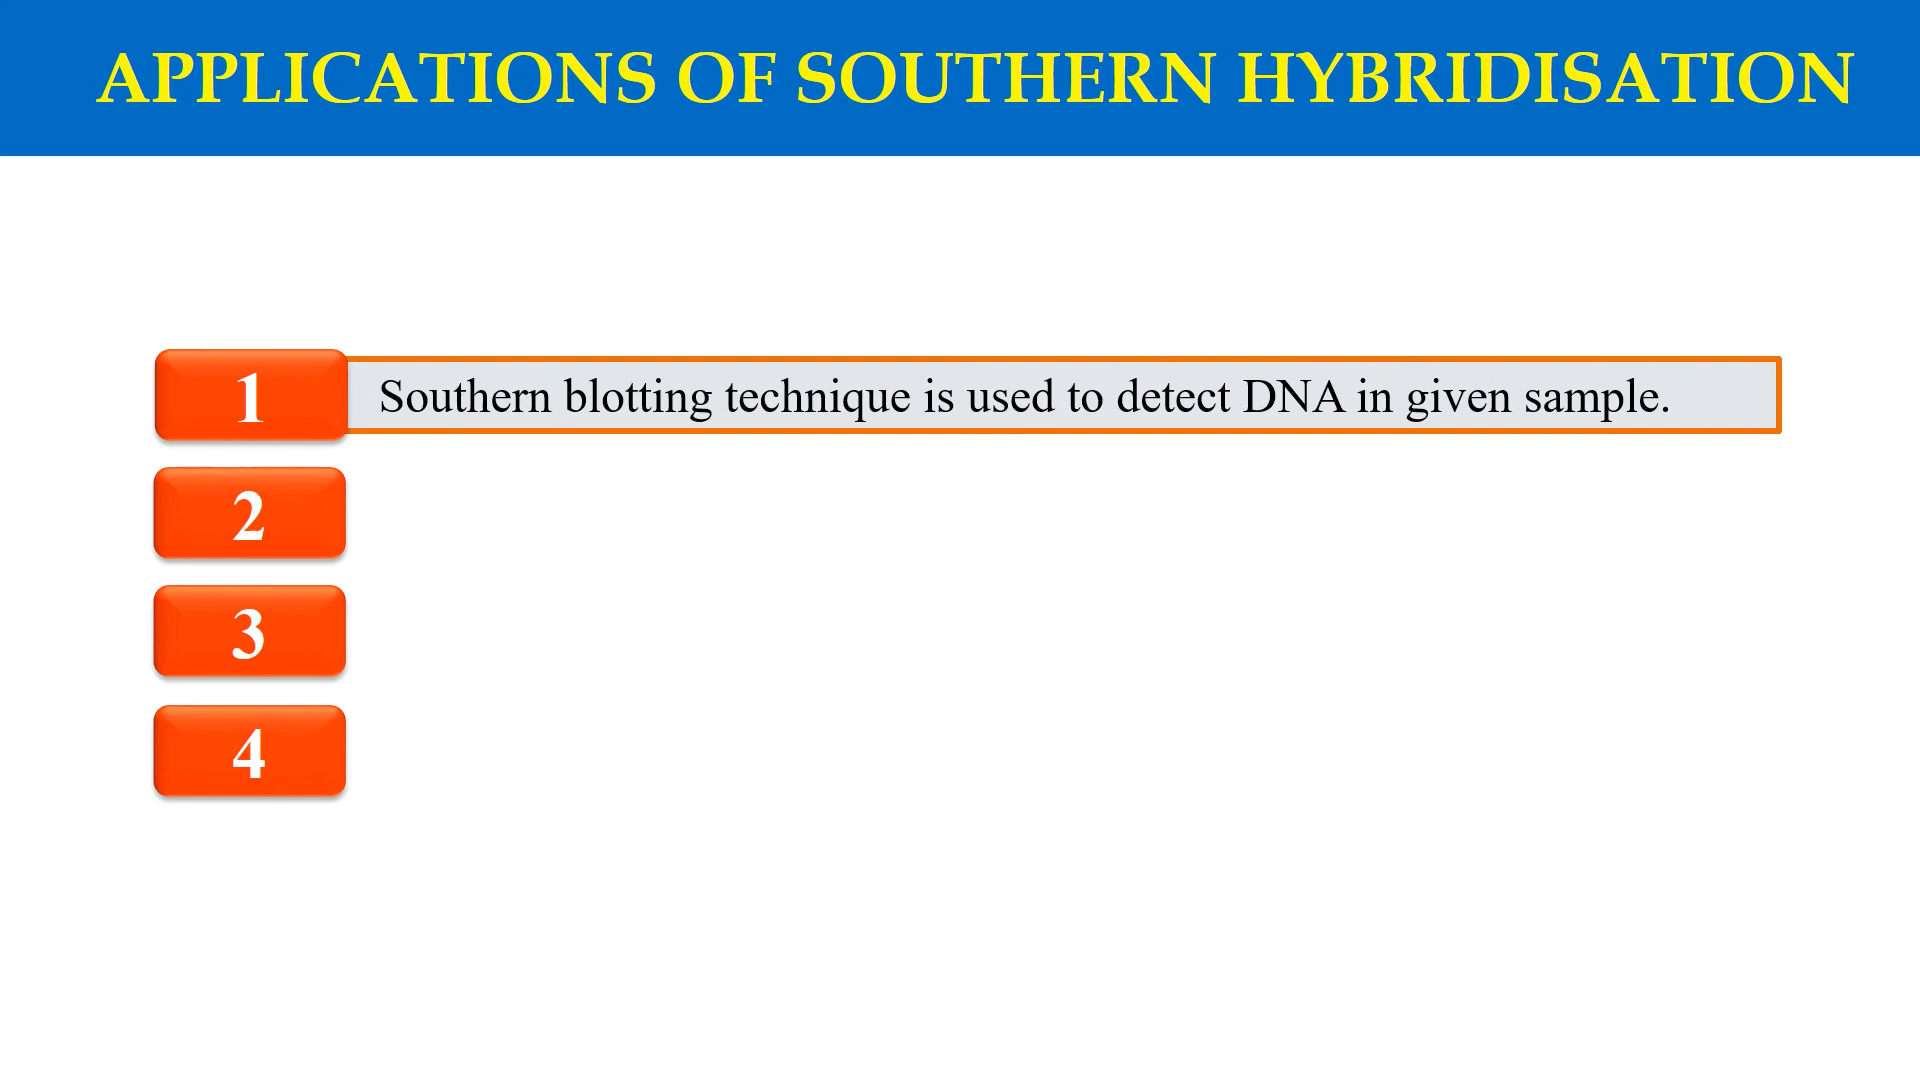 APPLICATIONS OF SOUTHERN HYBRIDISATION
1 Southern blotting technique is used to detect DNA in given sample.
2
3
4